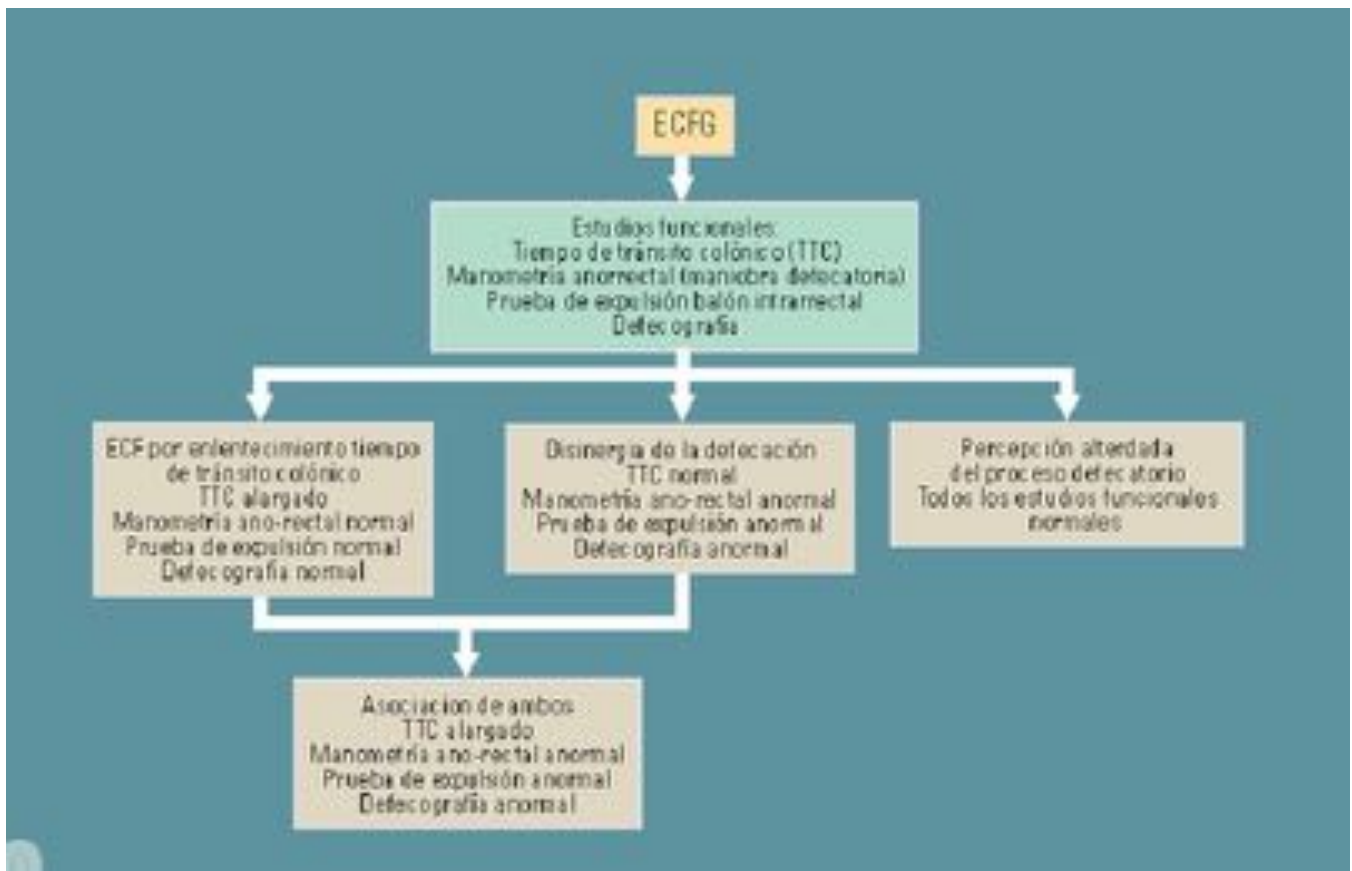 ECFG
Estudios funcionales:
Tiempo de tránsito colónico (TTC)
Manometría anorrectal (maniobra defecatoria)
Prueba de expulsión balón intrarrectal
Defecografía
ECF por enlentecimiento tiempo
de tránsito colónico
TTC alargado
Manometría ano-rectal normal
Prueba de expulsión normal
Defecografía normal
Disinergia de la defecación
TTC normal
Manometría ano-rectal anormal
Prueba de expulsión anormal
Defecografía anormal
Percepción alterdada
del proceso defecatorio
Todos los estudios funcionales
normales
Asociacion de ambos
TTC alargado
Manometría ano-rectal anormal
Prueba de expulsión anormal
Defecografía anormal